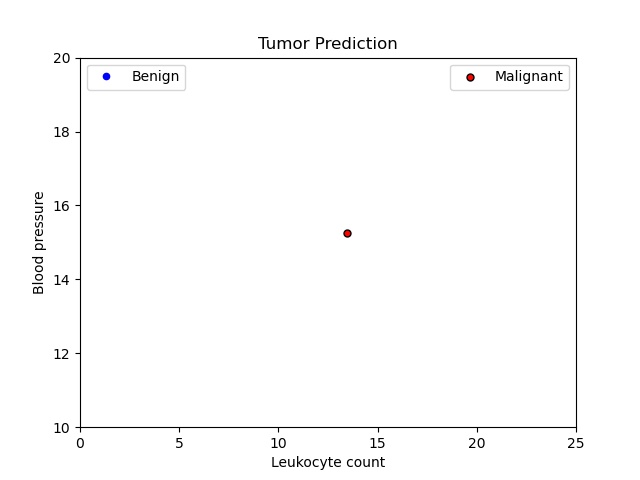 Tumor Prediction
Benign
Malignant
20
18
16
14
12
10
Blood pressure
0 5 10 15 20 25
Leukocyte count